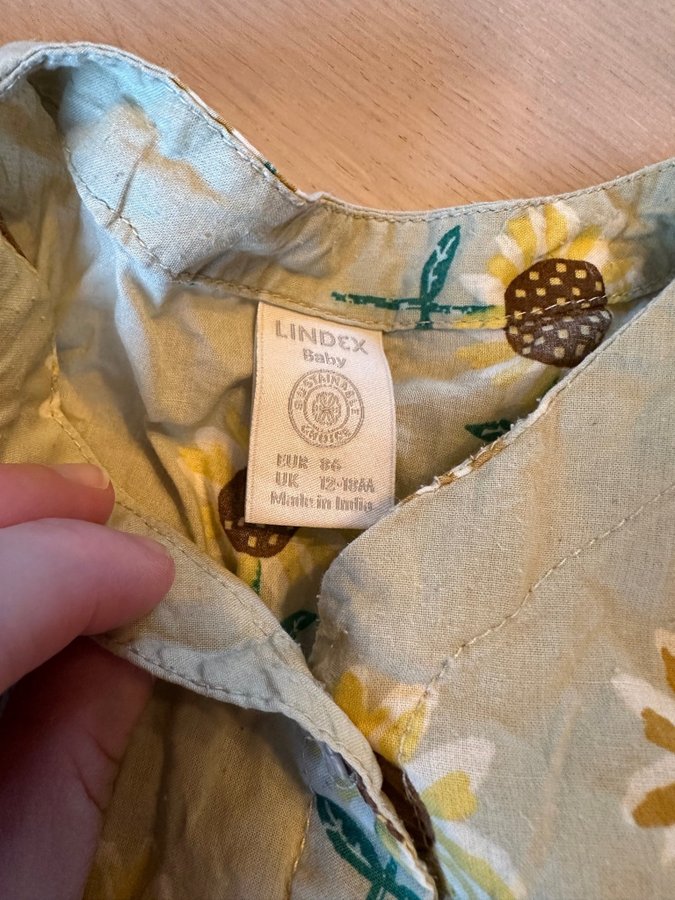 LINDEX
Baby
SUSTAINABLE
CHOICE
EUR 86
UK 12-18M
Made in India